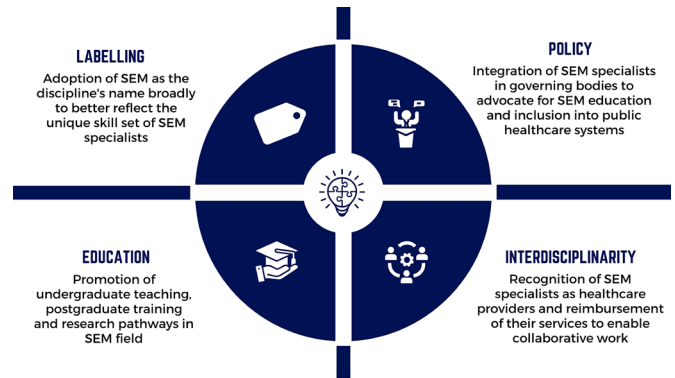 LABELLING
Adoption of SEM as the
discipline's name broadly
to better reflect the
unique skill set of SEM
specialists
POLICY
Integration of SEM specialists
in governing bodies to
advocate for SEM education
and inclusion into public
healthcare systems
EDUCATION
Promotion of
undergraduate teaching,
postgraduate training
and research pathways in
SEM field
INTERDISCIPLINARITY
Recognition of SEM
specialists as healthcare
providers and reimbursement
of their services to enable
collaborative work